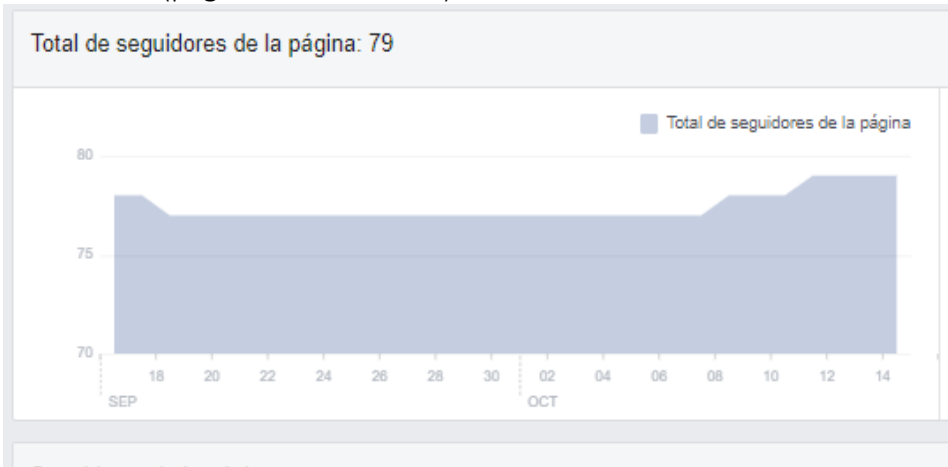 Total de seguidores de la página: 79
Total de seguidores de la página
80
75
70
18 20 22 24 26 28 30 02 04 06 08 10 12 14
SEP OCT